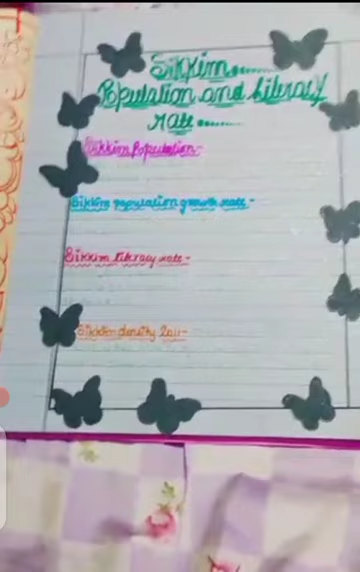 Sikkim........
Population and Literacy
rate........
Sikkim Population-
Sikkim population growth rate-
Sikkim literacy rate-
Sikkim density